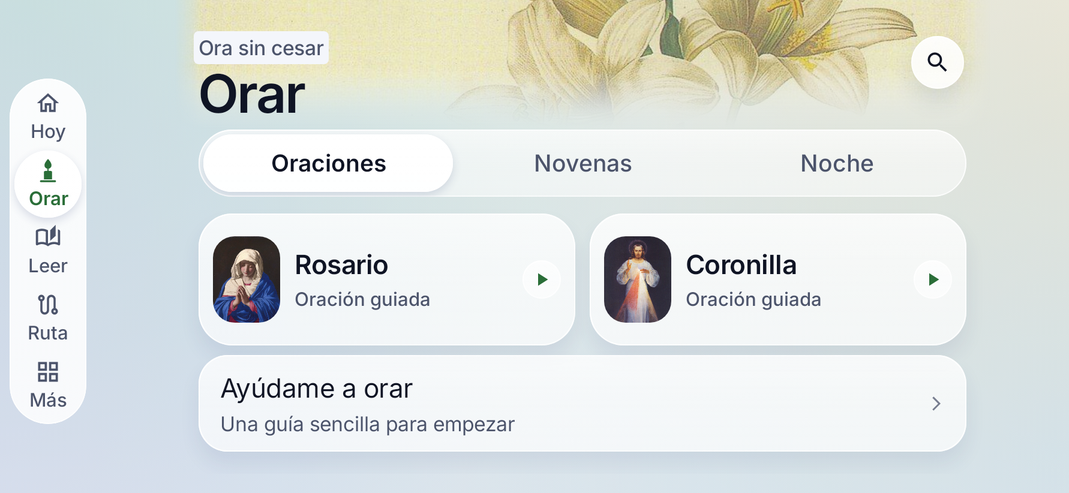 Ora sin cesar
Orar
Hoy
Orar
Leer
Ruta
Más
Oraciones
Novenas
Noche
Rosario
Oración guiada
Coronilla
Oración guiada
Ayúdame a orar
Una guía sencilla para empezar